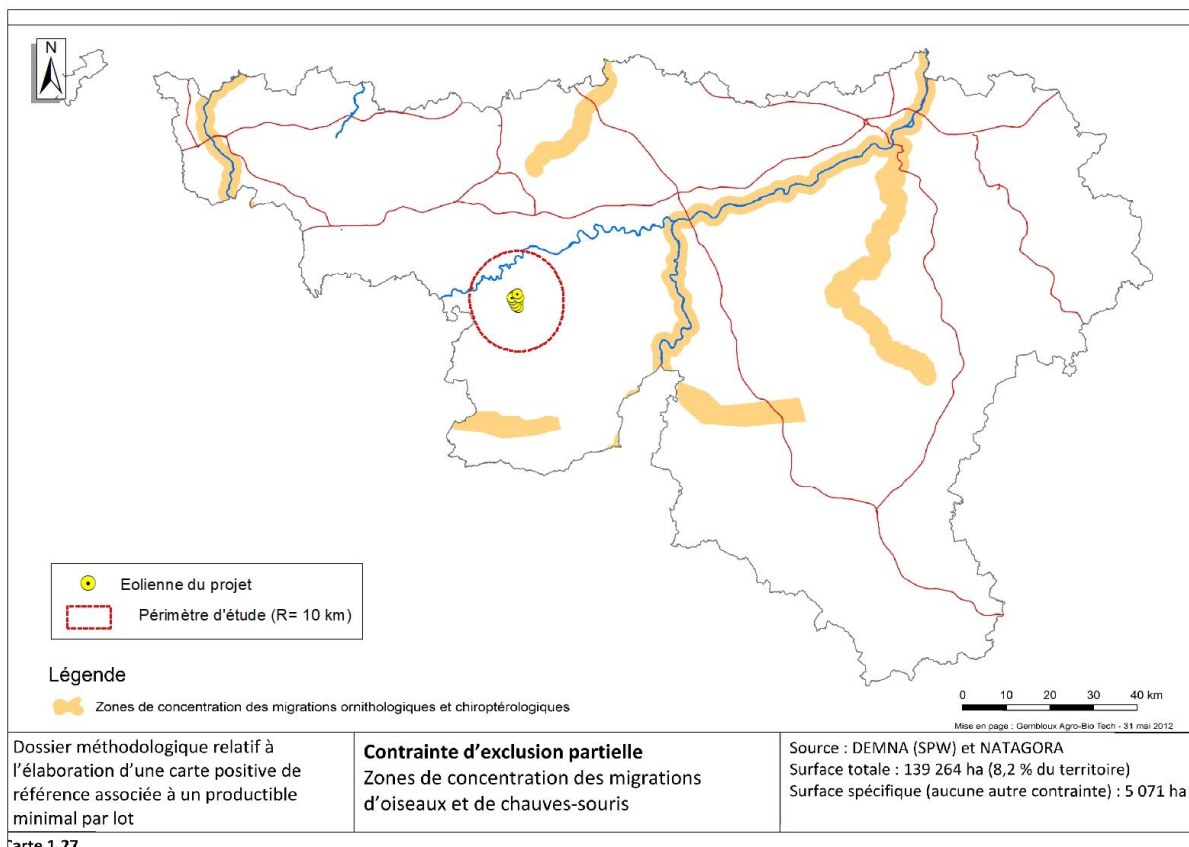 N
Eolienne du projet
Périmètre d'étude (R= 10 km)
Légende
Zones de concentration des migrations ornithologiques et chiroptérologiques
0 10 20 30 40 km
Mise en page : Gembloux Agro-Bio Tech - 31 mai 2012
Dossier méthodologique relatif à
l'élaboration d'une carte positive de
référence associée à un productible
minimal par lot
Contrainte d'exclusion partielle
Zones de concentration des migrations
d'oiseaux et de chauves-souris
Source : DEMNA (SPW) et NATAGORA
Surface totale : 139 264 ha (8,2 % du territoire)
Surface spécifique (aucune autre contrainte) : 5 071 ha
Carte 1.27